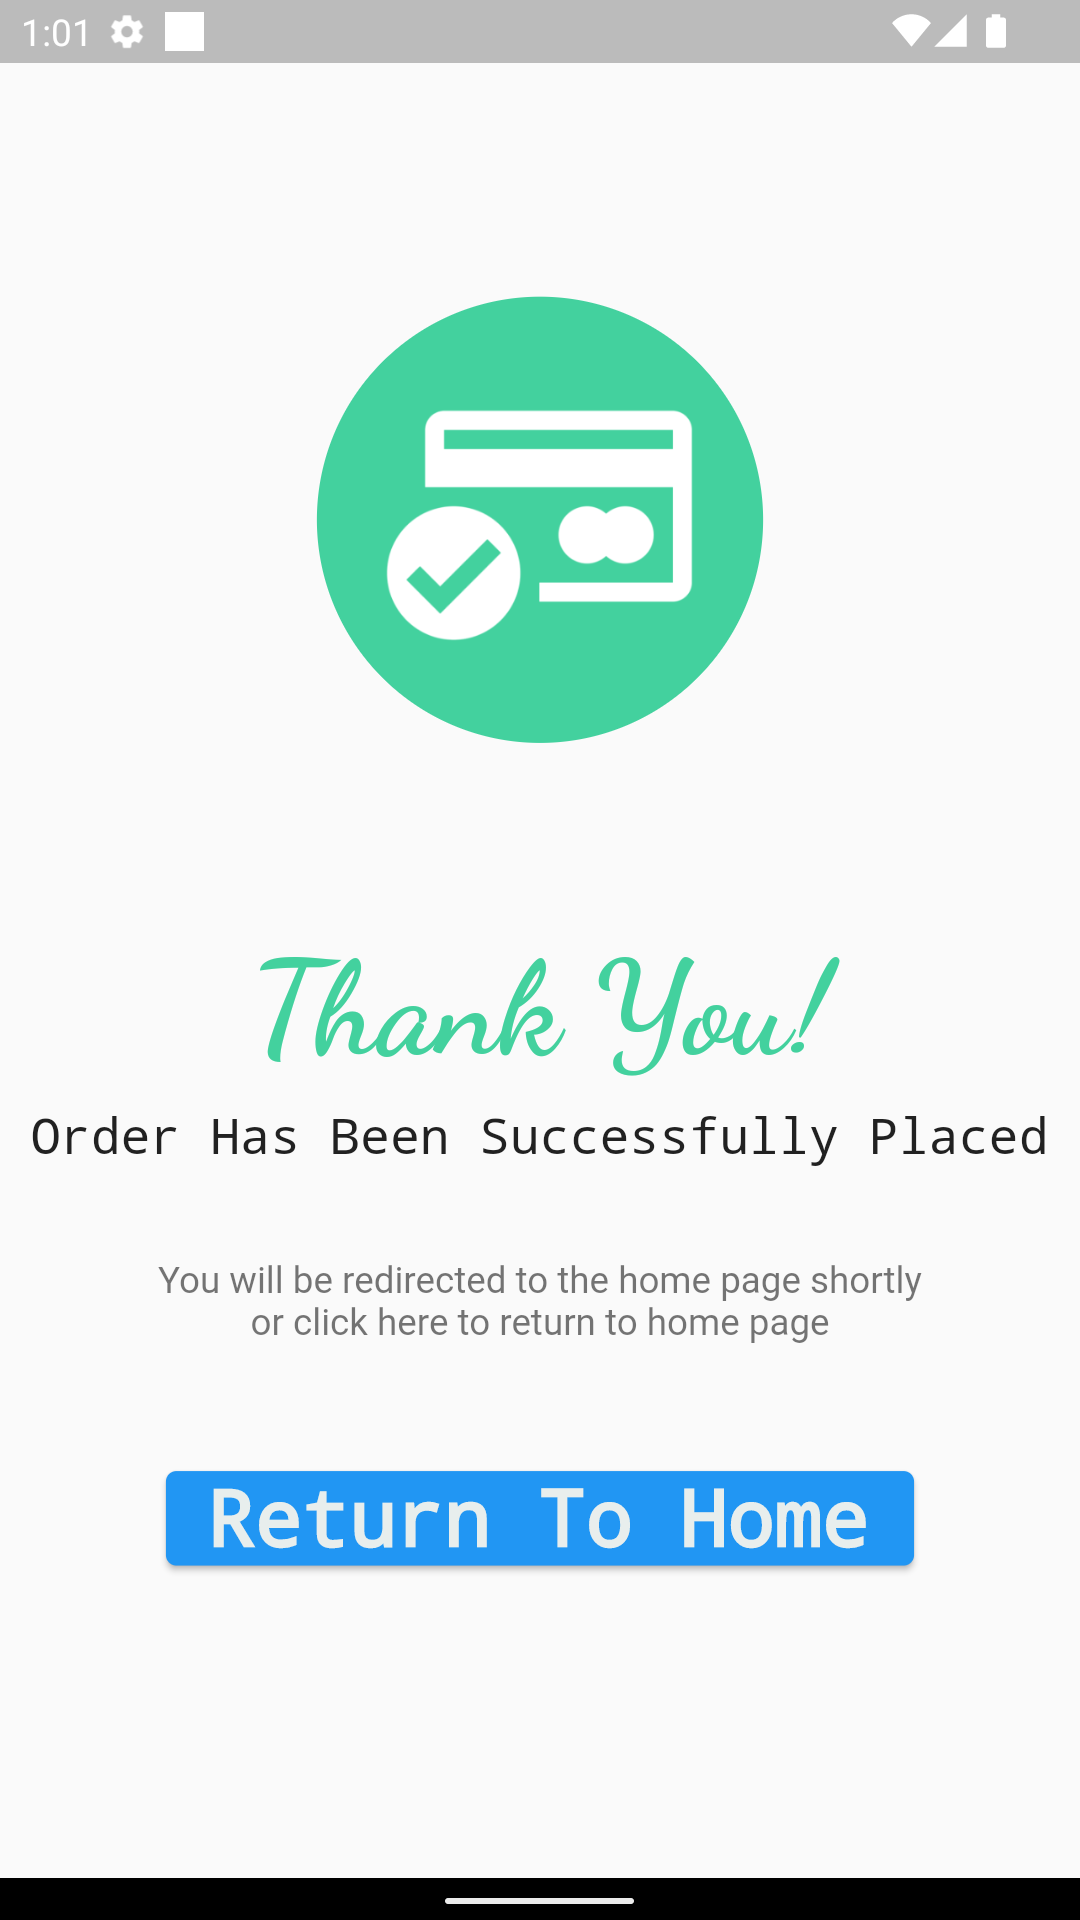 1:01
Thank You!
Order Has Been Successfully Placed
You will be redirected to the home page shortly
or click here to return to home page
Return To Home